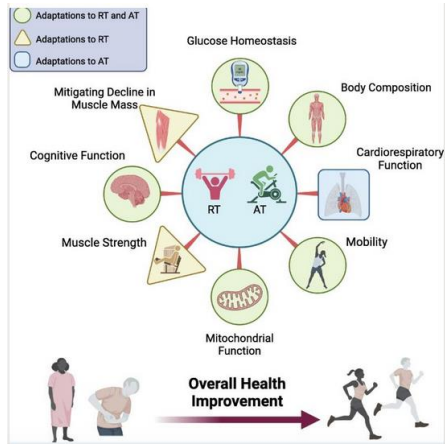 Adaptations to RT and AT
Adaptations to RT
Adaptations to AT
Glucose Homeostasis
Mitigating Decline in
Muscle Mass
Body Composition
Cognitive Function
Cardiorespiratory
Function
RT
AT
Muscle Strength
Mobility
Mitochondrial
Function
Overall Health
Improvement